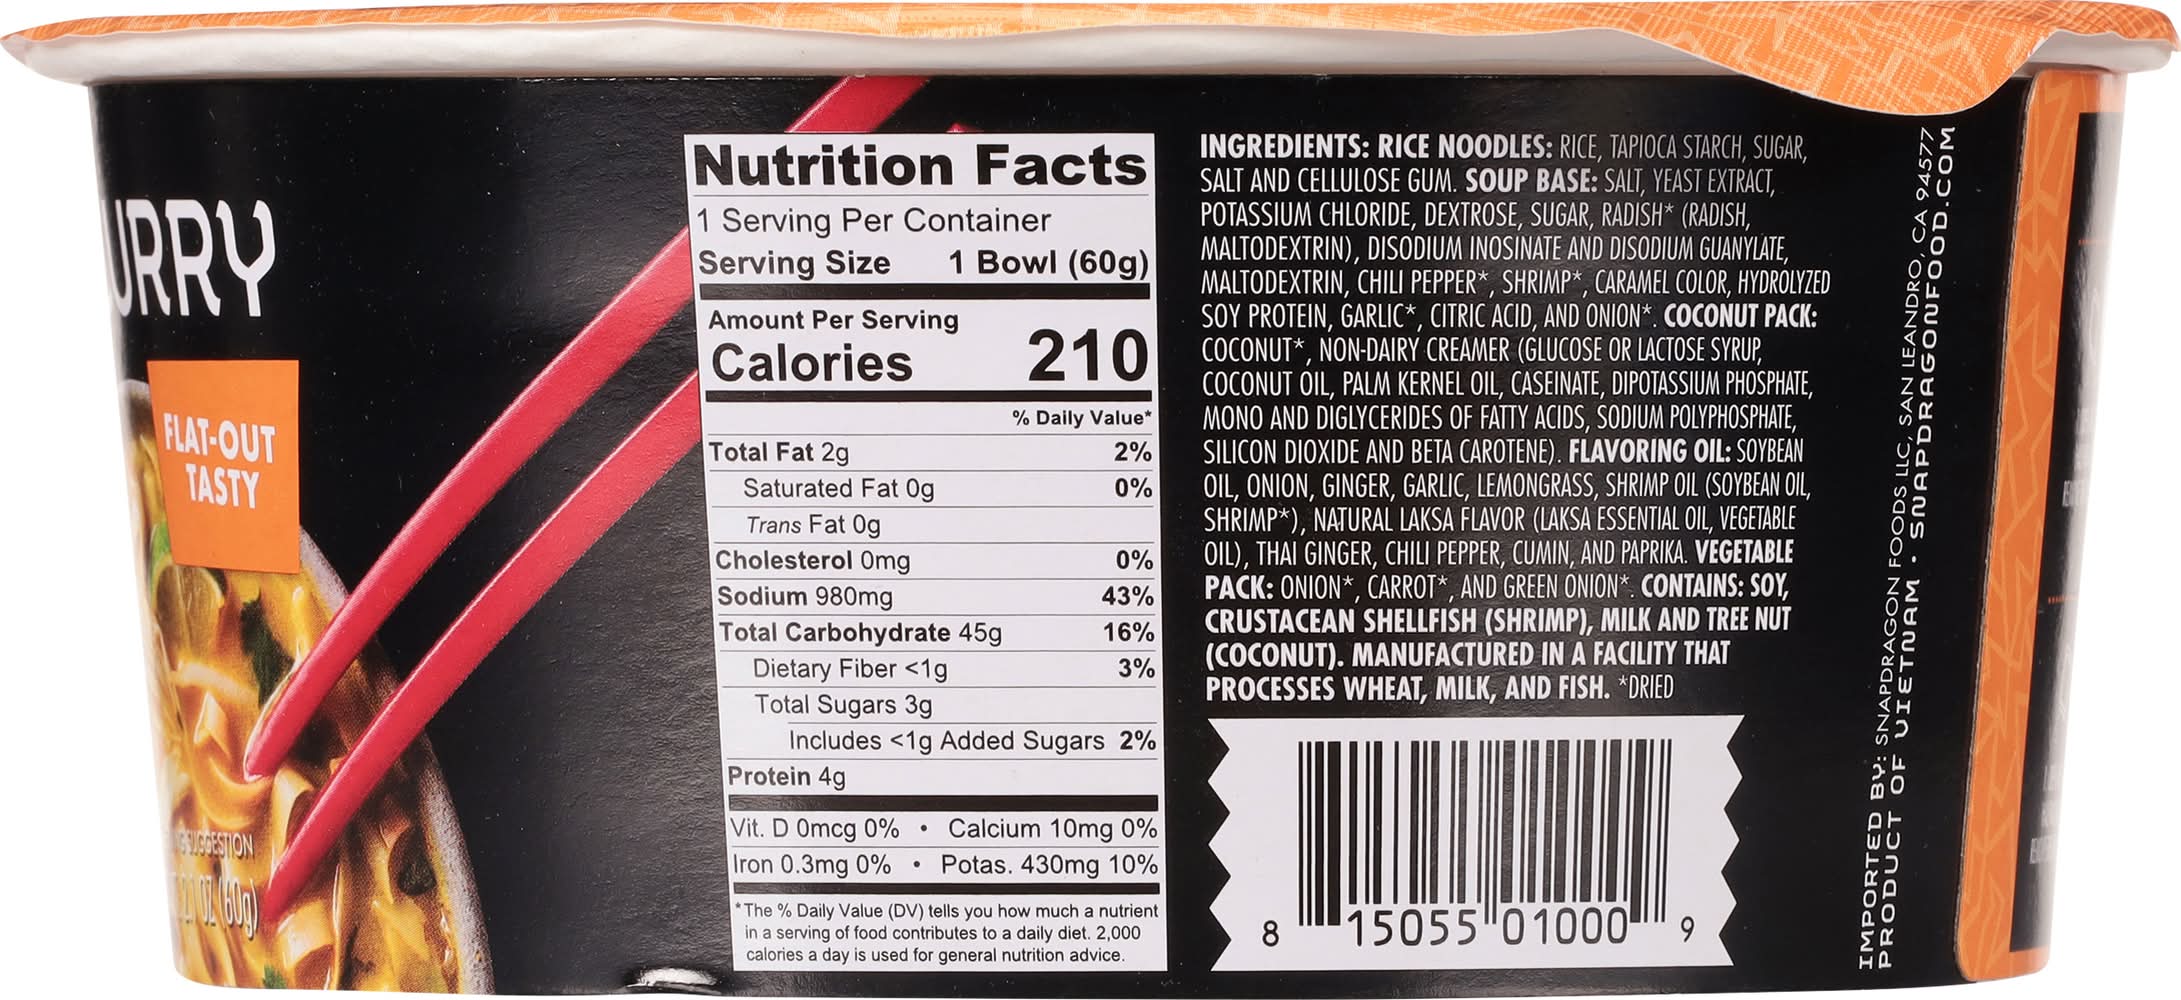 URRY
FLAT-OUT
TASTY
SUGGESTION
2.1 OZ (60g)
Nutrition Facts
1 Serving Per Container
Serving Size 1 Bowl (60g)
Amount Per Serving
Calories 210
% Daily Value*
Total Fat 2g 2%
Saturated Fat 0g 0%
Trans Fat 0g
Cholesterol 0mg 0%
Sodium 980mg 43%
Total Carbohydrate 45g 16%
Dietary Fiber <1g 3%
Total Sugars 3g
Includes <1g Added Sugars 2%
Protein 4g
Vit. D 0mcg 0% • Calcium 10mg 0%
Iron 0.3mg 0% • Potas. 430mg 10%
*The % Daily Value (DV) tells you how much a nutrient
in a serving of food contributes to a daily diet. 2,000
calories a day is used for general nutrition advice.
INGREDIENTS: RICE NOODLES: RICE, TAPIOCA STARCH, SUGAR,
SALT AND CELLULOSE GUM. SOUP BASE: SALT, YEAST EXTRACT,
POTASSIUM CHLORIDE, DEXTROSE, SUGAR, RADISH* (RADISH,
MALTODEXTRIN), DISODIUM INOSINATE AND DISODIUM GUANYLATE,
MALTODEXTRIN, CHILI PEPPER*, SHRIMP*, CARAMEL COLOR, HYDROLYZED
SOY PROTEIN, GARLIC*, CITRIC ACID, AND ONION*. COCONUT PACK:
COCONUT*, NON-DAIRY CREAMER (GLUCOSE OR LACTOSE SYRUP,
COCONUT OIL, PALM KERNEL OIL, CASEINATE, DIPOTASSIUM PHOSPHATE,
MONO AND DIGLYCERIDES OF FATTY ACIDS, SODIUM POLYPHOSPHATE,
SILICON DIOXIDE AND BETA CAROTENE). FLAVORING OIL: SOYBEAN
OIL, ONION, GINGER, GARLIC, LEMONGRASS, SHRIMP OIL (SOYBEAN OIL,
SHRIMP*), NATURAL LAKSA FLAVOR (LAKSA ESSENTIAL OIL, VEGETABLE
OIL), THAI GINGER, CHILI PEPPER, CUMIN, AND PAPRIKA. VEGETABLE
PACK: ONION*, CARROT*, AND GREEN ONION*. CONTAINS: SOY,
CRUSTACEAN SHELLFISH (SHRIMP), MILK AND TREE NUT
(COCONUT). MANUFACTURED IN A FACILITY THAT
PROCESSES WHEAT, MILK, AND FISH. *DRIED
8 15055 01000 9
IMPORTED BY: SNAPDRAGON FOODS LLC, SAN LEANDRO, CA 94577
PRODUCT OF VIETNAM • SNAPDRAGONFOOD.COM